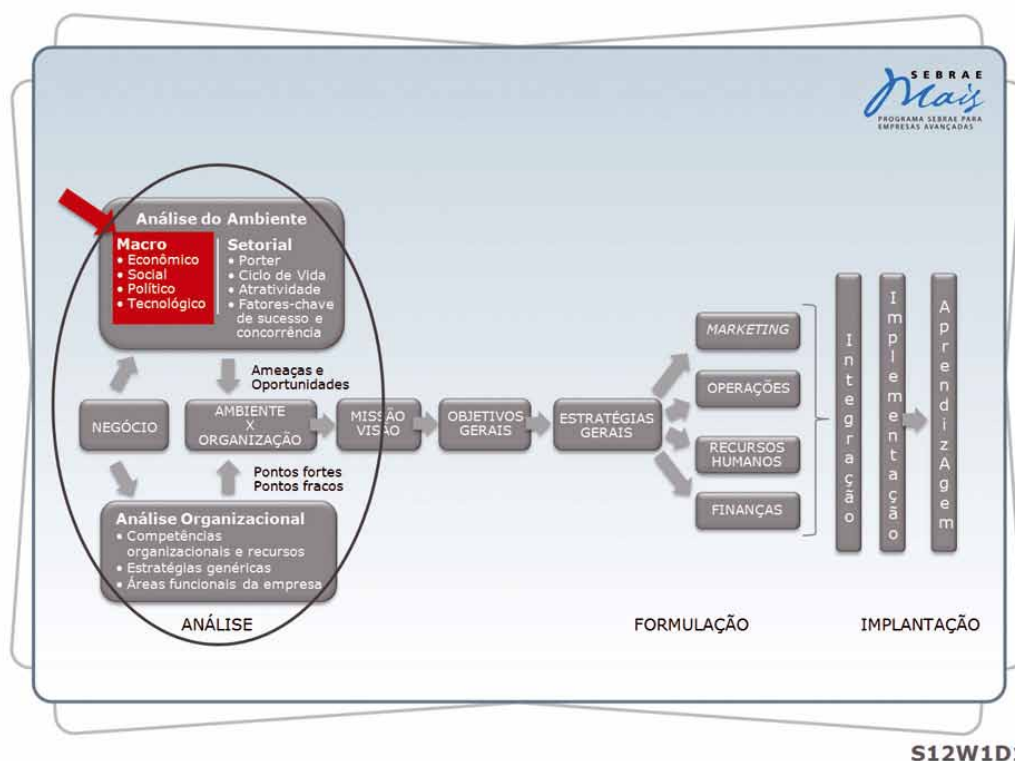 SEBRAE
Mais
PROGRAMA SEBRAE PARA
EMPRESAS AVANÇADAS
Análise do Ambiente
Macro
• Econômico
• Social
• Político
• Tecnológico
Setorial
• Porter
• Ciclo de Vida
• Atratividade
• Fatores-chave
de sucesso e
concorrência
Ameaças e
Oportunidades
NEGÓCIO
AMBIENTE
X
ORGANIZAÇÃO
MISSÃO
VISÃO
OBJETIVOS
GERAIS
ESTRATÉGIAS
GERAIS
MARKETING
OPERAÇÕES
RECURSOS
HUMANOS
FINANÇAS
Integração
Implementação
AprendizAgem
Pontos fortes
Pontos fracos
Análise Organizacional
• Competências
organizacionais e recursos
• Estratégias genéricas
• Áreas funcionais da empresa
ANÁLISE
FORMULAÇÃO
IMPLANTAÇÃO